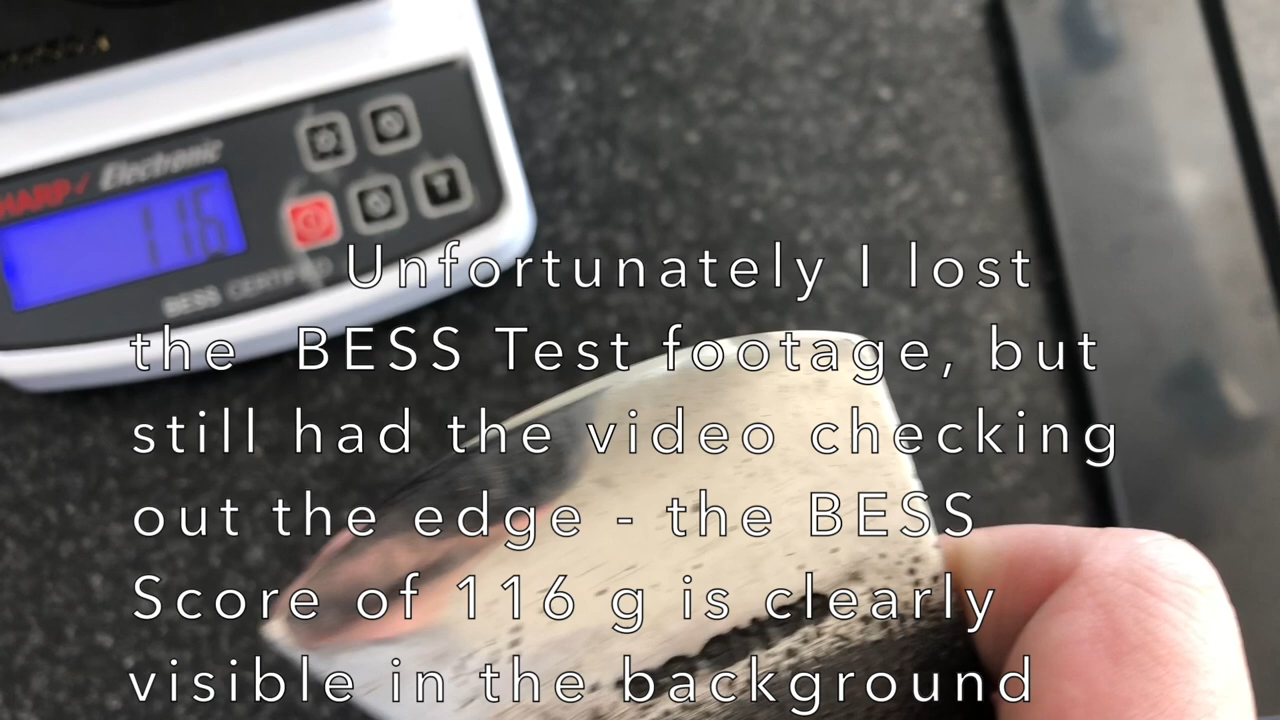 HARP Electronic
116
BESS CERTIFIED
Unfortunately I lost
the BESS Test footage, but
still had the video checking
out the edge - the BESS
Score of 116 g is clearly
visible in the background